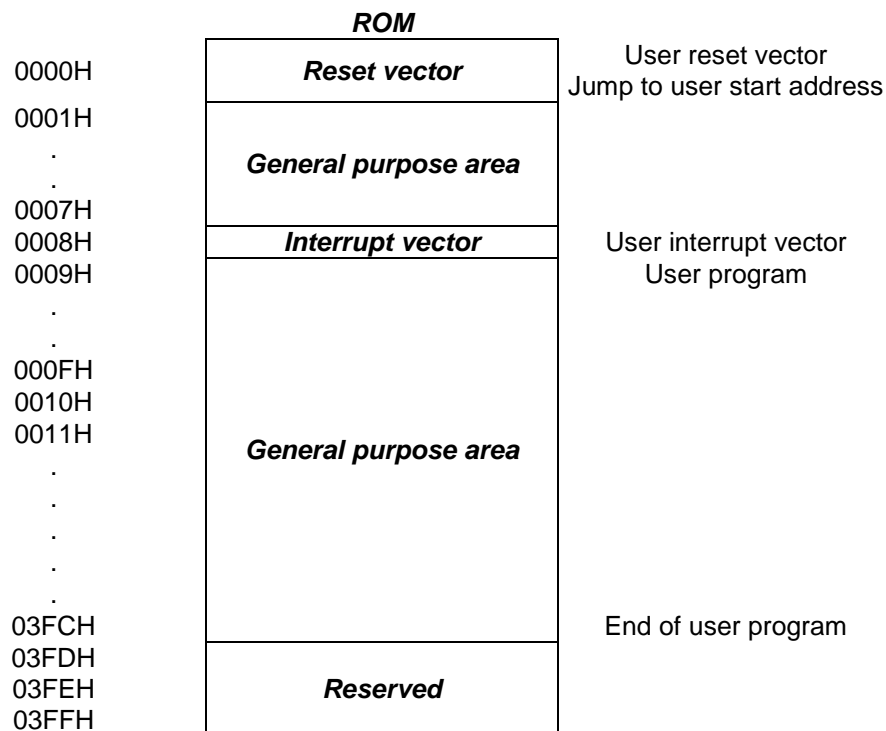 ROM
0000H Reset vector User reset vector
Jump to user start address
0001H
.
. General purpose area
0007H
0008H Interrupt vector User interrupt vector
0009H User program
.
.
000FH
0010H
0011H General purpose area
.
.
.
.
.
03FCH End of user program
03FDH
03FEH Reserved
03FFH